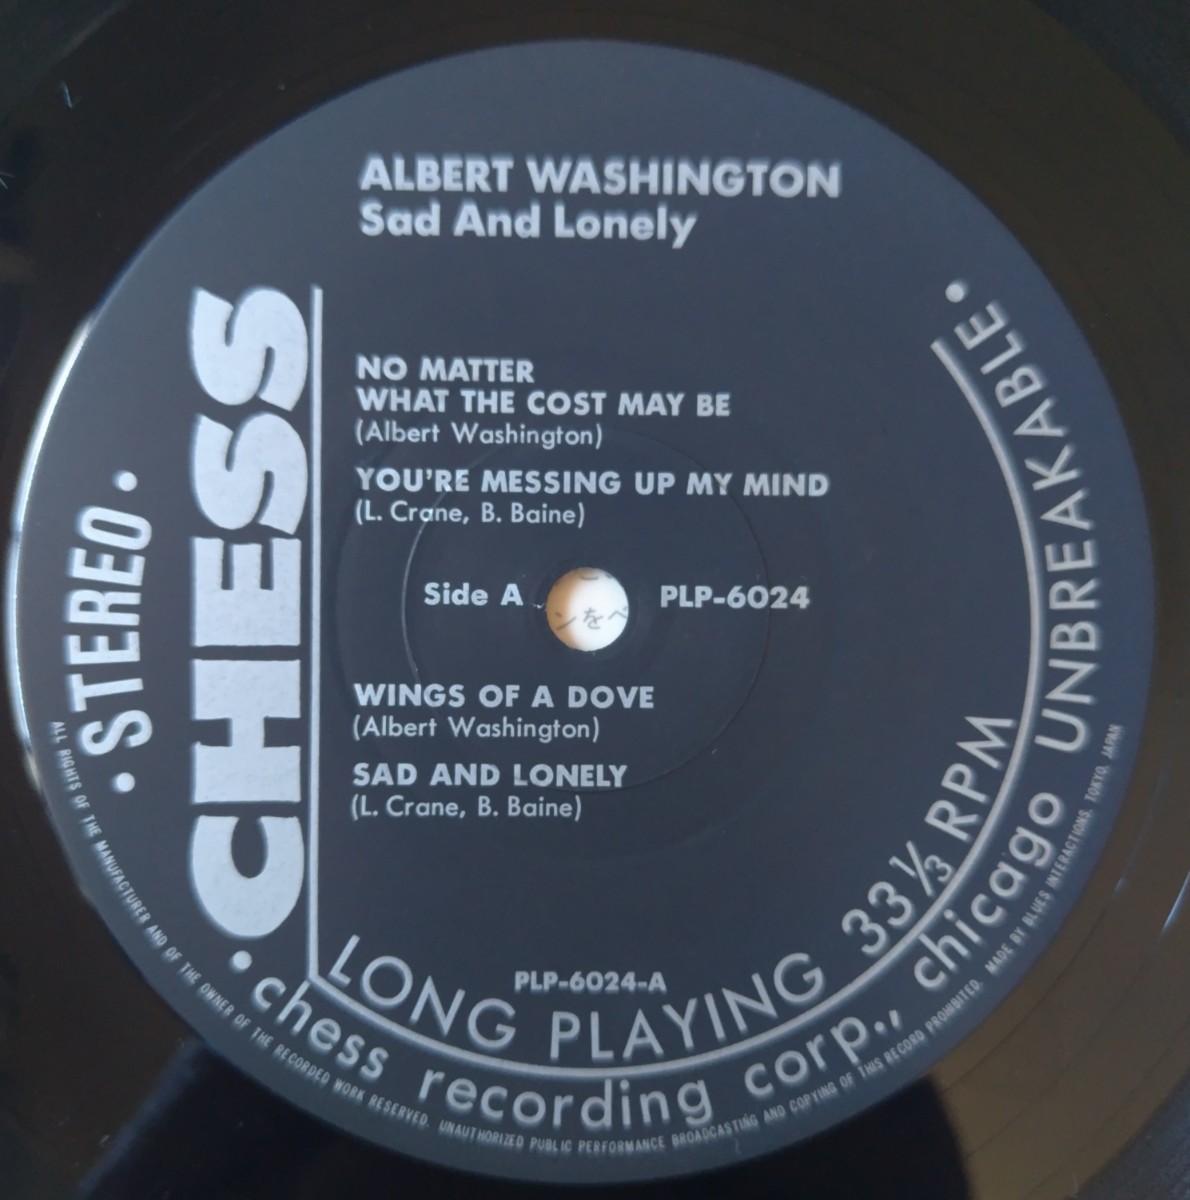 ALBERT WASHINGTON
Sad And Lonely
NO MATTER
WHAT THE COST MAY BE
(Albert Washington)
YOU'RE MESSING UP MY MIND
(L. Crane, B. Baine)
Side A
PLP-6024
ンをペ
WINGS OF A DOVE
(Albert Washington)
SAD AND LONELY
(L. Crane, B. Baine)
PLP-6024-A
LONG PLAYING 33⅓ RPM
• STEREO •
CHESS
• chess recording corp., chicago UNBREAKABLE. •
ALL RIGHTS OF THE MANUFACTURER AND OF THE OWNER OF THE RECORDED WORK RESERVED. UNAUTHORIZED PUBLIC PERFORMANCE BROADCASTING AND COPYING OF THIS RECORD PROHIBITED. MADE BY BLUES INTERACTIONS, TOKYO, JAPAN